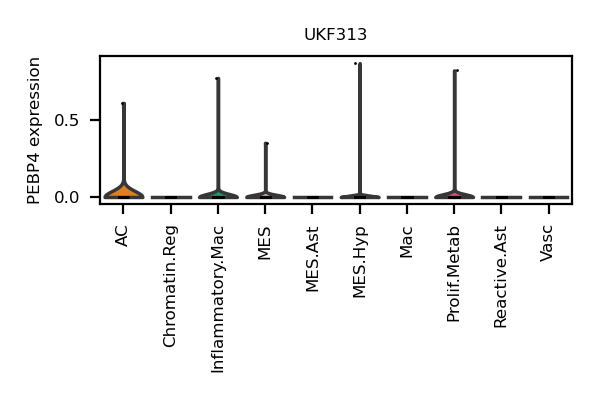 UKF313
PEBP4 expression
0.5
0.0
AC
Chromatin.Reg
Inflammatory.Mac
MES
MES.Ast
MES.Hyp
Mac
Prolif.Metab
Reactive.Ast
Vasc